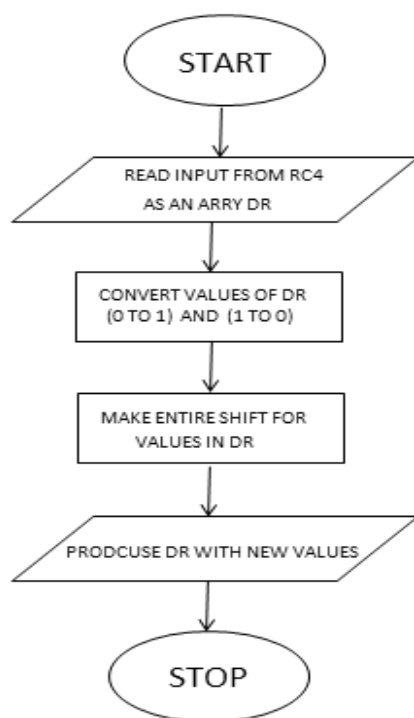 START
READ INPUT FROM RC4
AS AN ARRY DR
CONVERT VALUES OF DR
(0 TO 1) AND (1 TO 0)
MAKE ENTIRE SHIFT FOR
VALUES IN DR
PRODCUSE DR WITH NEW VALUES
STOP